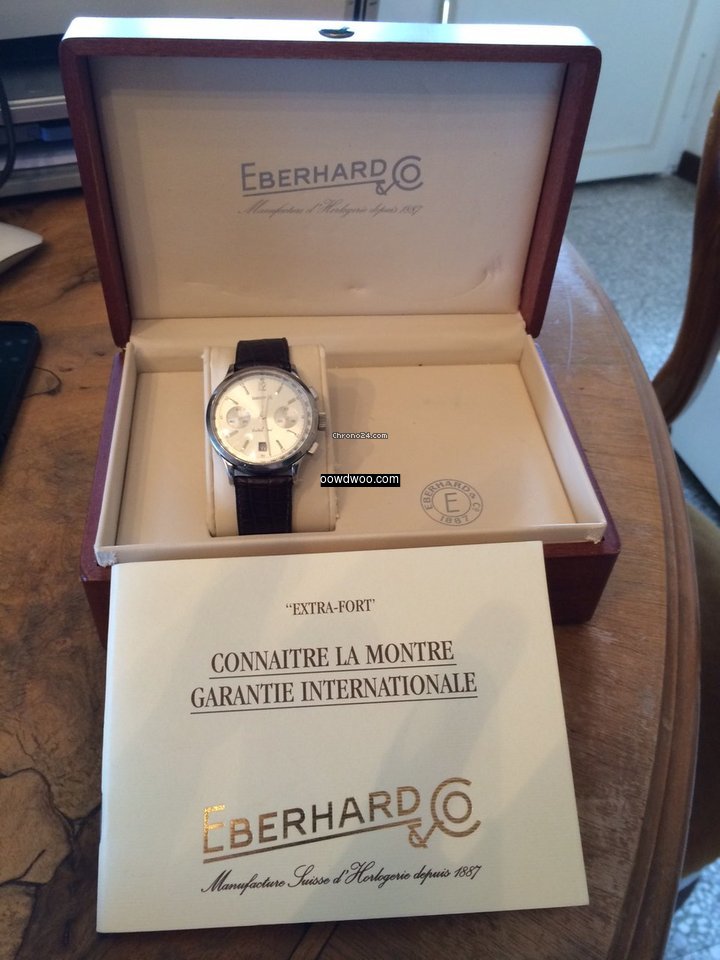 EBERHARD & CO
Manufacture d'Horlogerie depuis 1887
Chrono24.com
oowdwoo.com
EBERHARD & CO
E
1887
"EXTRA-FORT"
CONNAITRE LA MONTRE
GARANTIE INTERNATIONALE
EBERHARD & CO
Manufacture Suisse d'Horlogerie depuis 1887